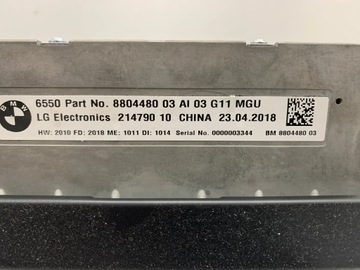 BMW
6550 Part No. 8804480 03 AI 03 G11 MGU
LG Electronics 214790 10 CHINA 23.04.2018
HW: 2010 FD: 2018 ME: 1011 DI: 1014 Serial No. 0000003344 BM 8804480 03